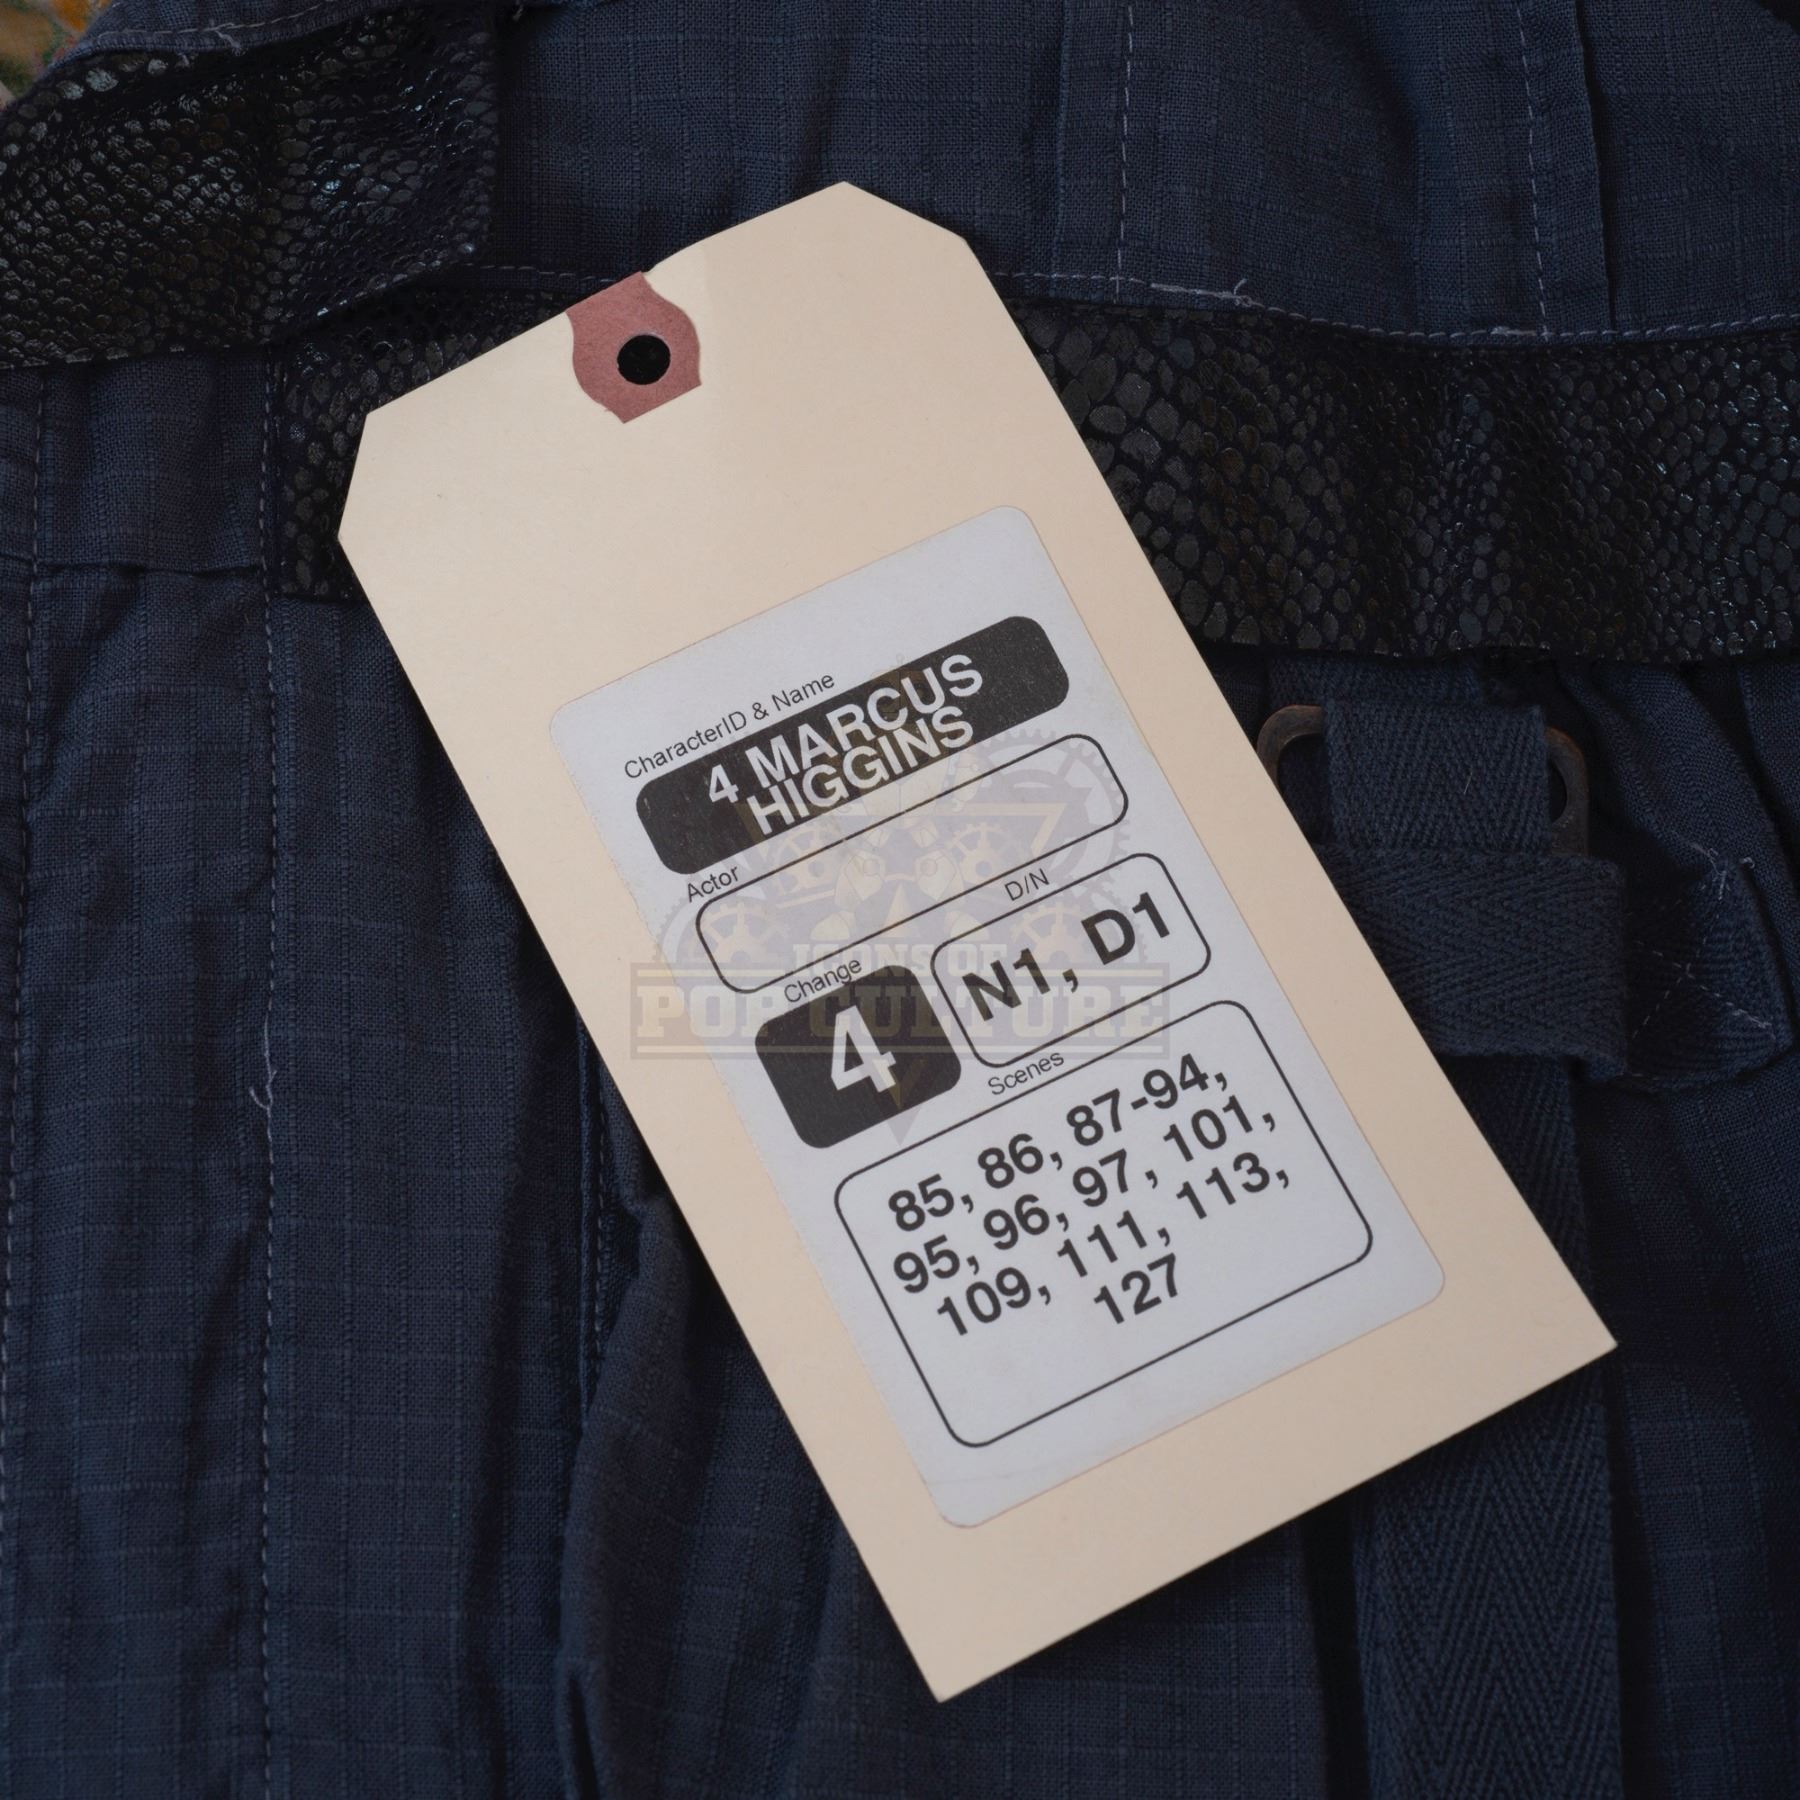 CharacterID & Name
4 MARCUS
HIGGINS
Actor
Change
D/N
4
N1, D1
Scenes
85, 86, 87-94,
95, 96, 97, 101,
109, 111, 113,
127
ICONS OF
POP CULTURE